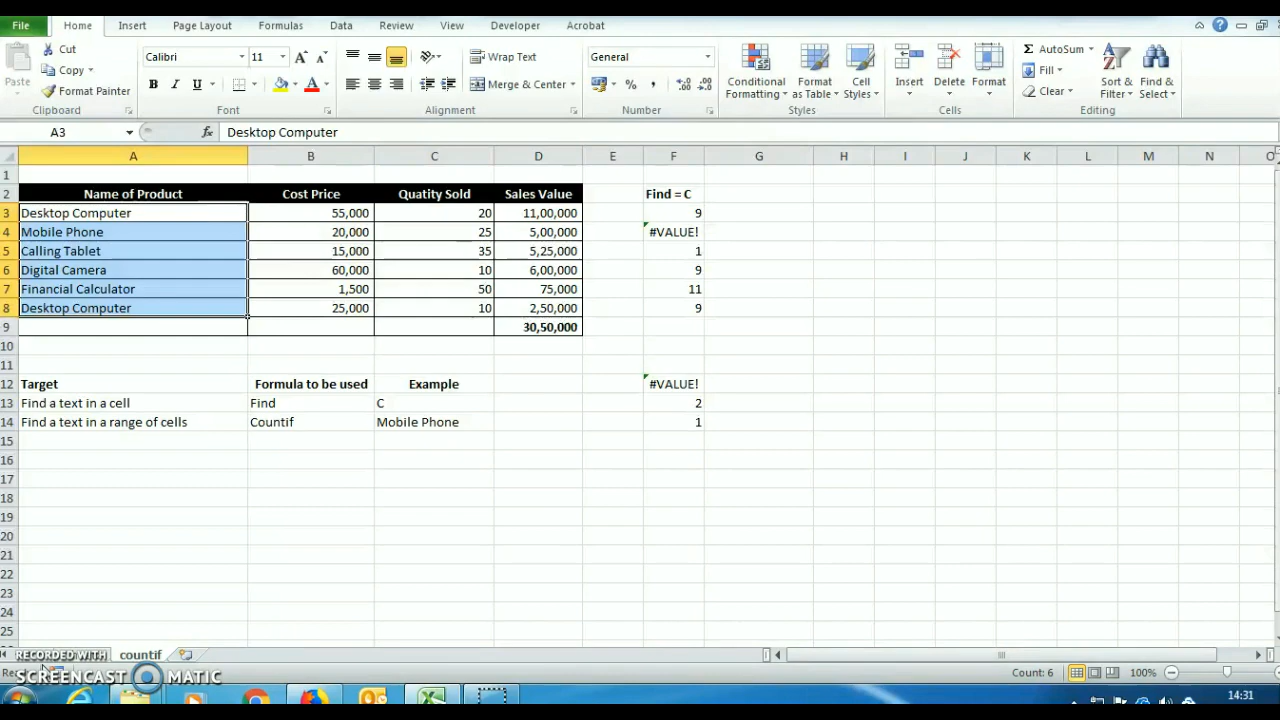 File Home Insert Page Layout Formulas Data Review View Developer Acrobat
Paste Cut Copy Format Painter Clipboard
Calibri 11 B I U A Font
Wrap Text Merge & Center Alignment
General % , Number
Conditional Formatting Format as Table Cell Styles Styles
Insert Delete Format Cells
Σ AutoSum Fill Clear Sort & Filter Find & Select Editing
A3 fx Desktop Computer
A B C D E F G H I J K L M N O
1
2 Name of Product Cost Price Quatity Sold Sales Value Find = C
3 Desktop Computer 55,000 20 11,00,000 9
4 Mobile Phone 20,000 25 5,00,000 #VALUE!
5 Calling Tablet 15,000 35 5,25,000 1
6 Digital Camera 60,000 10 6,00,000 9
7 Financial Calculator 1,500 50 75,000 11
8 Desktop Computer 25,000 10 2,50,000 9
9 30,50,000
10
11
12 Target Formula to be used Example #VALUE!
13 Find a text in a cell Find C 2
14 Find a text in a range of cells Countif Mobile Phone 1
15
16
17
18
19
20
21
22
23
24
25
RECORDED WITH countif
SCREENCAST MATIC Count: 6 100%
14:31